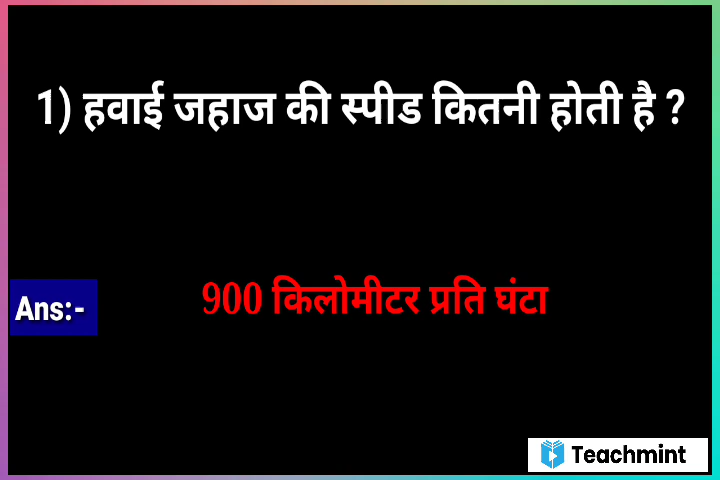 1) हवाई जहाज की स्पीड कितनी होती है ?
Ans:- 900 किलोमीटर प्रति घंटा
Teachmint